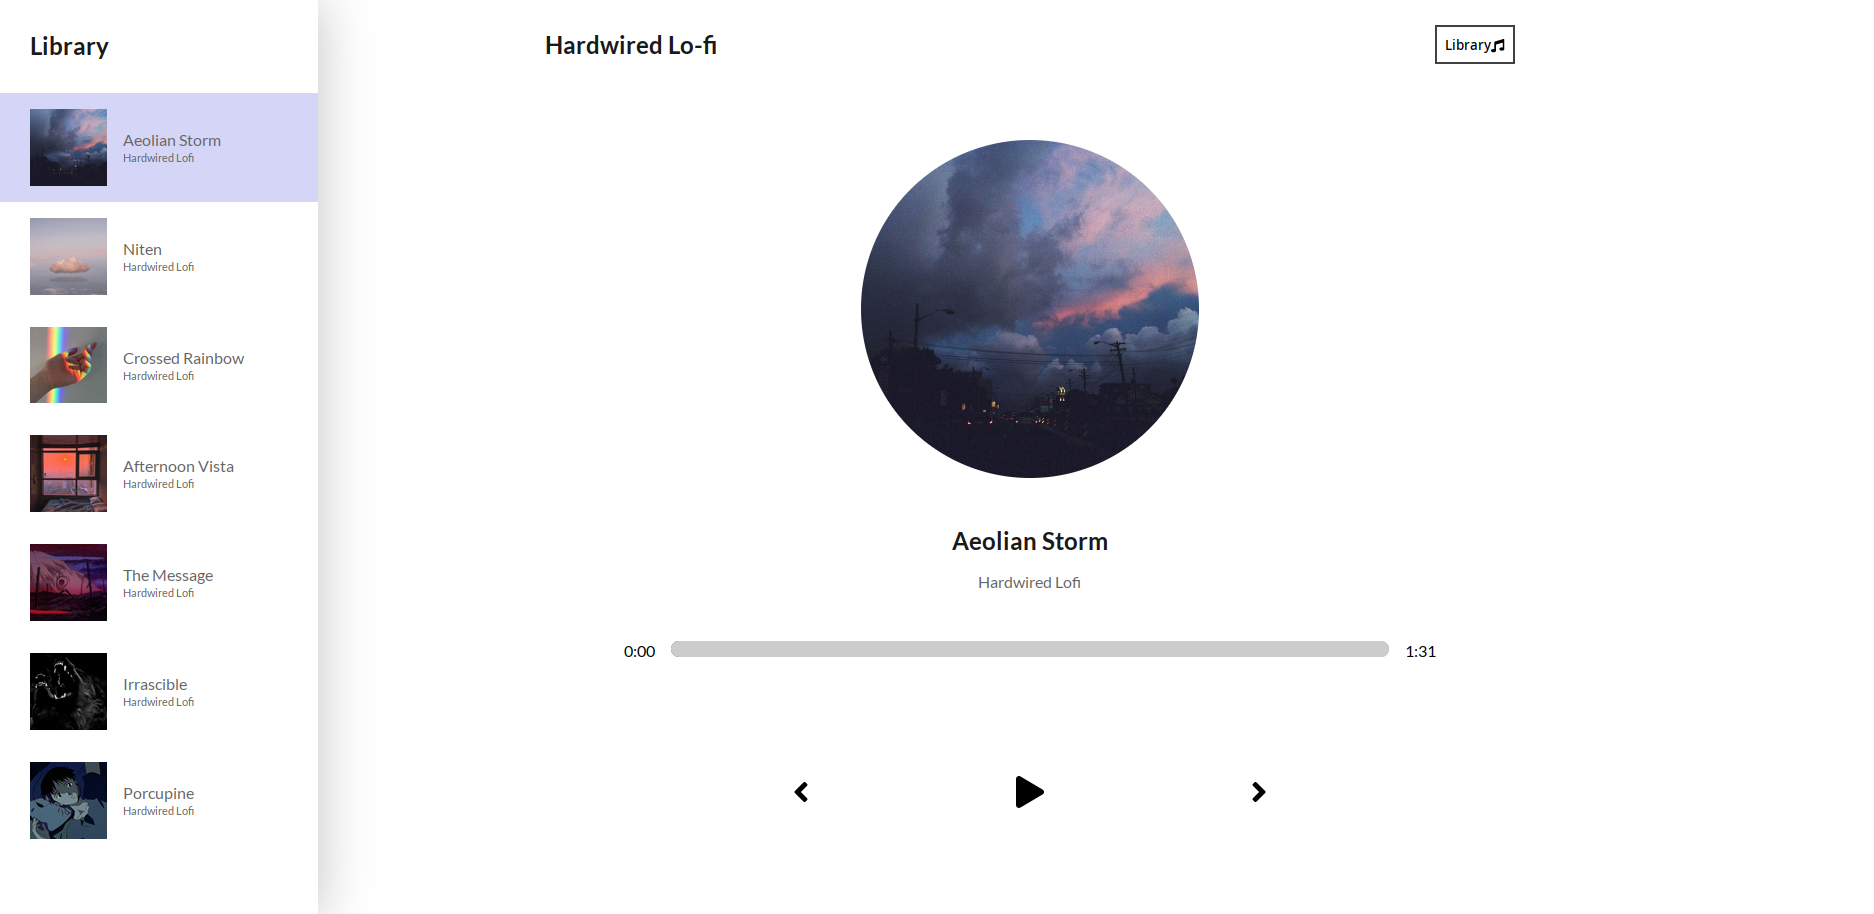 Library
Aeolian Storm
Hardwired Lofi
Niten
Hardwired Lofi
Crossed Rainbow
Hardwired Lofi
Afternoon Vista
Hardwired Lofi
The Message
Hardwired Lofi
Irrascible
Hardwired Lofi
Porcupine
Hardwired Lofi
Hardwired Lo-fi
Library
Aeolian Storm
Hardwired Lofi
0:00
1:31